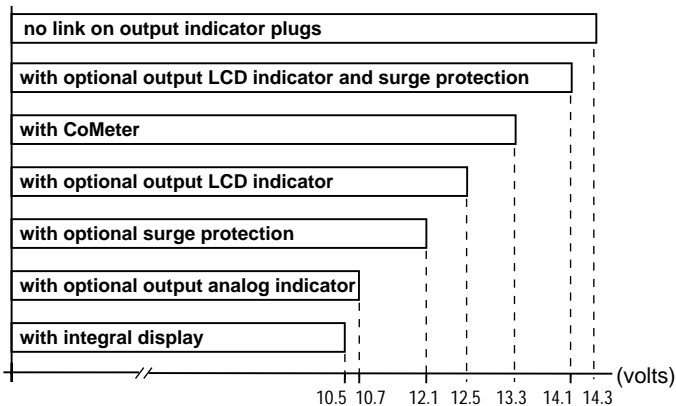 no link on output indicator plugs
with optional output LCD indicator and surge protection
with CoMeter
with optional output LCD indicator
with optional surge protection
with optional output analog indicator
with integral display
(volts)
10.5 10.7 12.1 12.5 13.3 14.1 14.3